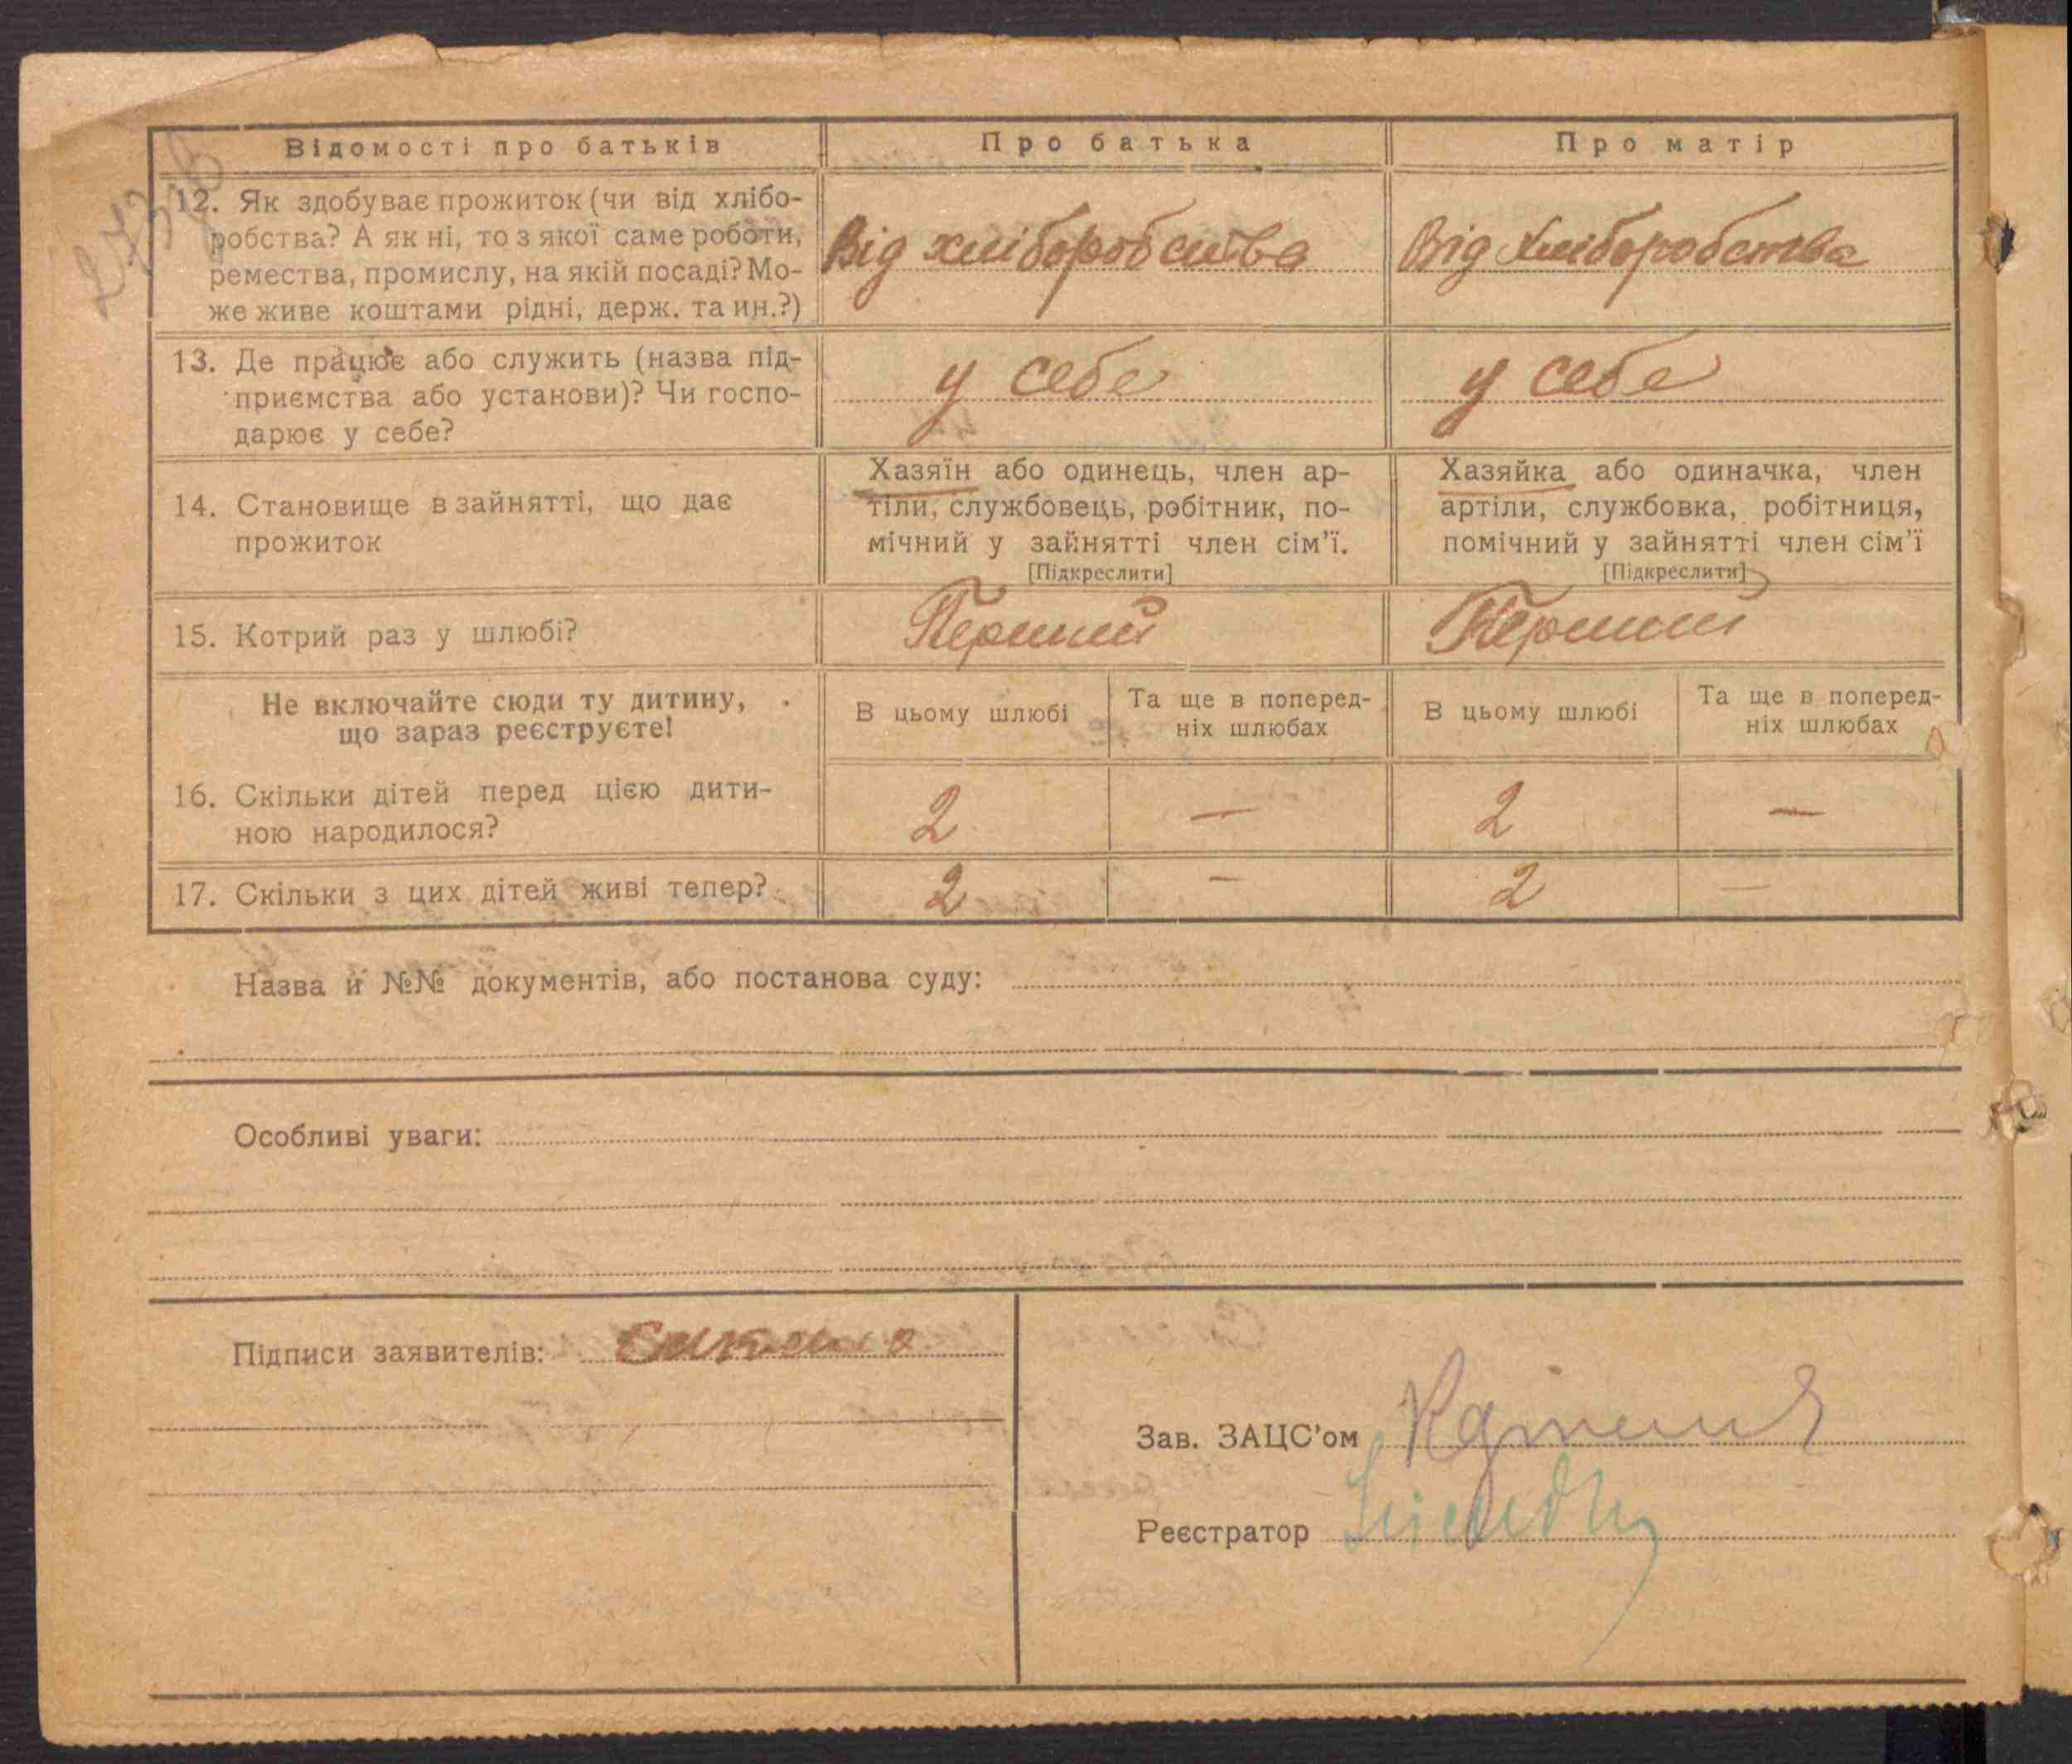 Відомості про батьків
Про батька
Про матір
12. Як здобуває прожиток (чи від хлібо-
робства? А як ні, то з якої саме роботи,
ремества, промислу, на якій посаді? Мо-
же живе коштами рідні, держ. та ин.?)
Від хліборобства
Від хліборобства
13. Де працює або служить (назва під-
приємства або установи)? Чи госпо-
дарює у себе?
у себе
у себе
14. Становище в зайнятті, що дає
прожиток
Хазяїн або одинець, член ар-
тіли, службовець, робітник, по-
мічний у зайнятті член сім'ї.
[Підкреслити]
Хазяйка або одиначка, член
артіли, службовка, робітниця,
помічний у зайнятті член сім'ї
[Підкреслити]
15. Котрий раз у шлюбі?
Перший
Перший
Не включайте сюди ту дитину,
що зараз реєструєте!
В цьому шлюбі
Та ще в поперед-
ніх шлюбах
В цьому шлюбі
Та ще в поперед-
ніх шлюбах
16. Скільки дітей перед цією дити-
ною народилося?
2
—
2
—
17. Скільки з цих дітей живі тепер?
2
—
2
—
Назва й №№ документів, або постанова суду:
Особливі уваги:
Підписи заявителів:
Зав. ЗАЦС'ом
Реєстратор